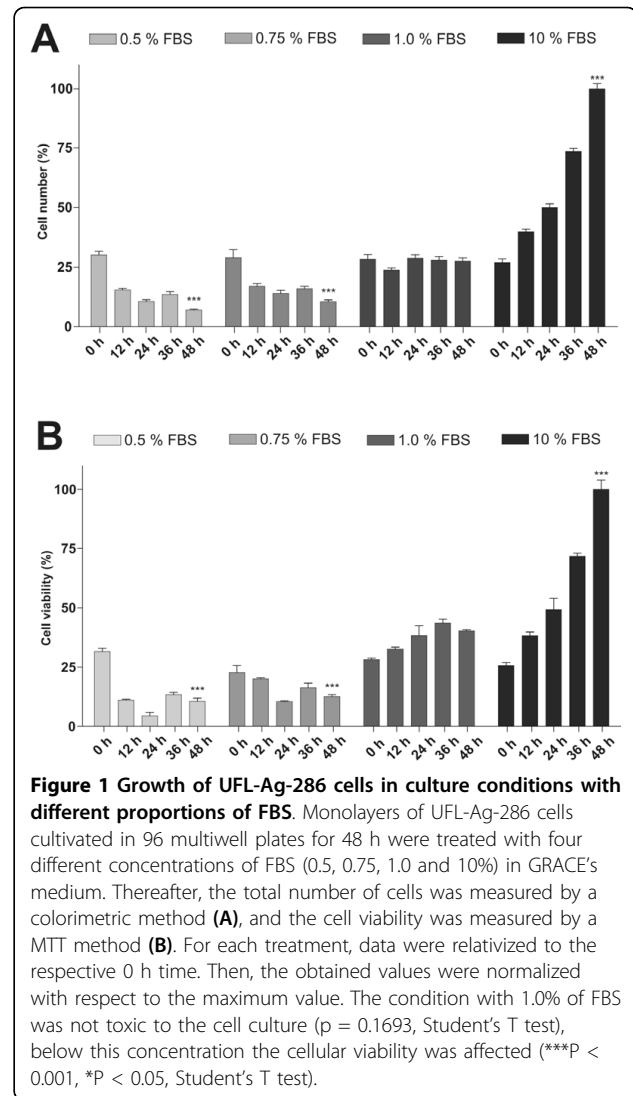 A
0.5 % FBS 0.75 % FBS 1.0 % FBS 10 % FBS
Cell number (%)
100
75
50
25
0
***
***
***
0 h 12 h 24 h 36 h 48 h 0 h 12 h 24 h 36 h 48 h 0 h 12 h 24 h 36 h 48 h 0 h 12 h 24 h 36 h 48 h
B
0.5 % FBS 0.75 % FBS 1.0 % FBS 10 % FBS
Cell viability (%)
100
75
50
25
0
***
***
***
0 h 12 h 24 h 36 h 48 h 0 h 12 h 24 h 36 h 48 h 0 h 12 h 24 h 36 h 48 h 0 h 12 h 24 h 36 h 48 h
Figure 1 Growth of UFL-Ag-286 cells in culture conditions with
different proportions of FBS. Monolayers of UFL-Ag-286 cells
cultivated in 96 multiwell plates for 48 h were treated with four
different concentrations of FBS (0.5, 0.75, 1.0 and 10%) in GRACE's
medium. Thereafter, the total number of cells was measured by a
colorimetric method (A), and the cell viability was measured by a
MTT method (B). For each treatment, data were relativized to the
respective 0 h time. Then, the obtained values were normalized
with respect to the maximum value. The condition with 1.0% of FBS
was not toxic to the cell culture (p = 0.1693, Student's T test),
below this concentration the cellular viability was affected (***P <
0.001, *P < 0.05, Student's T test).